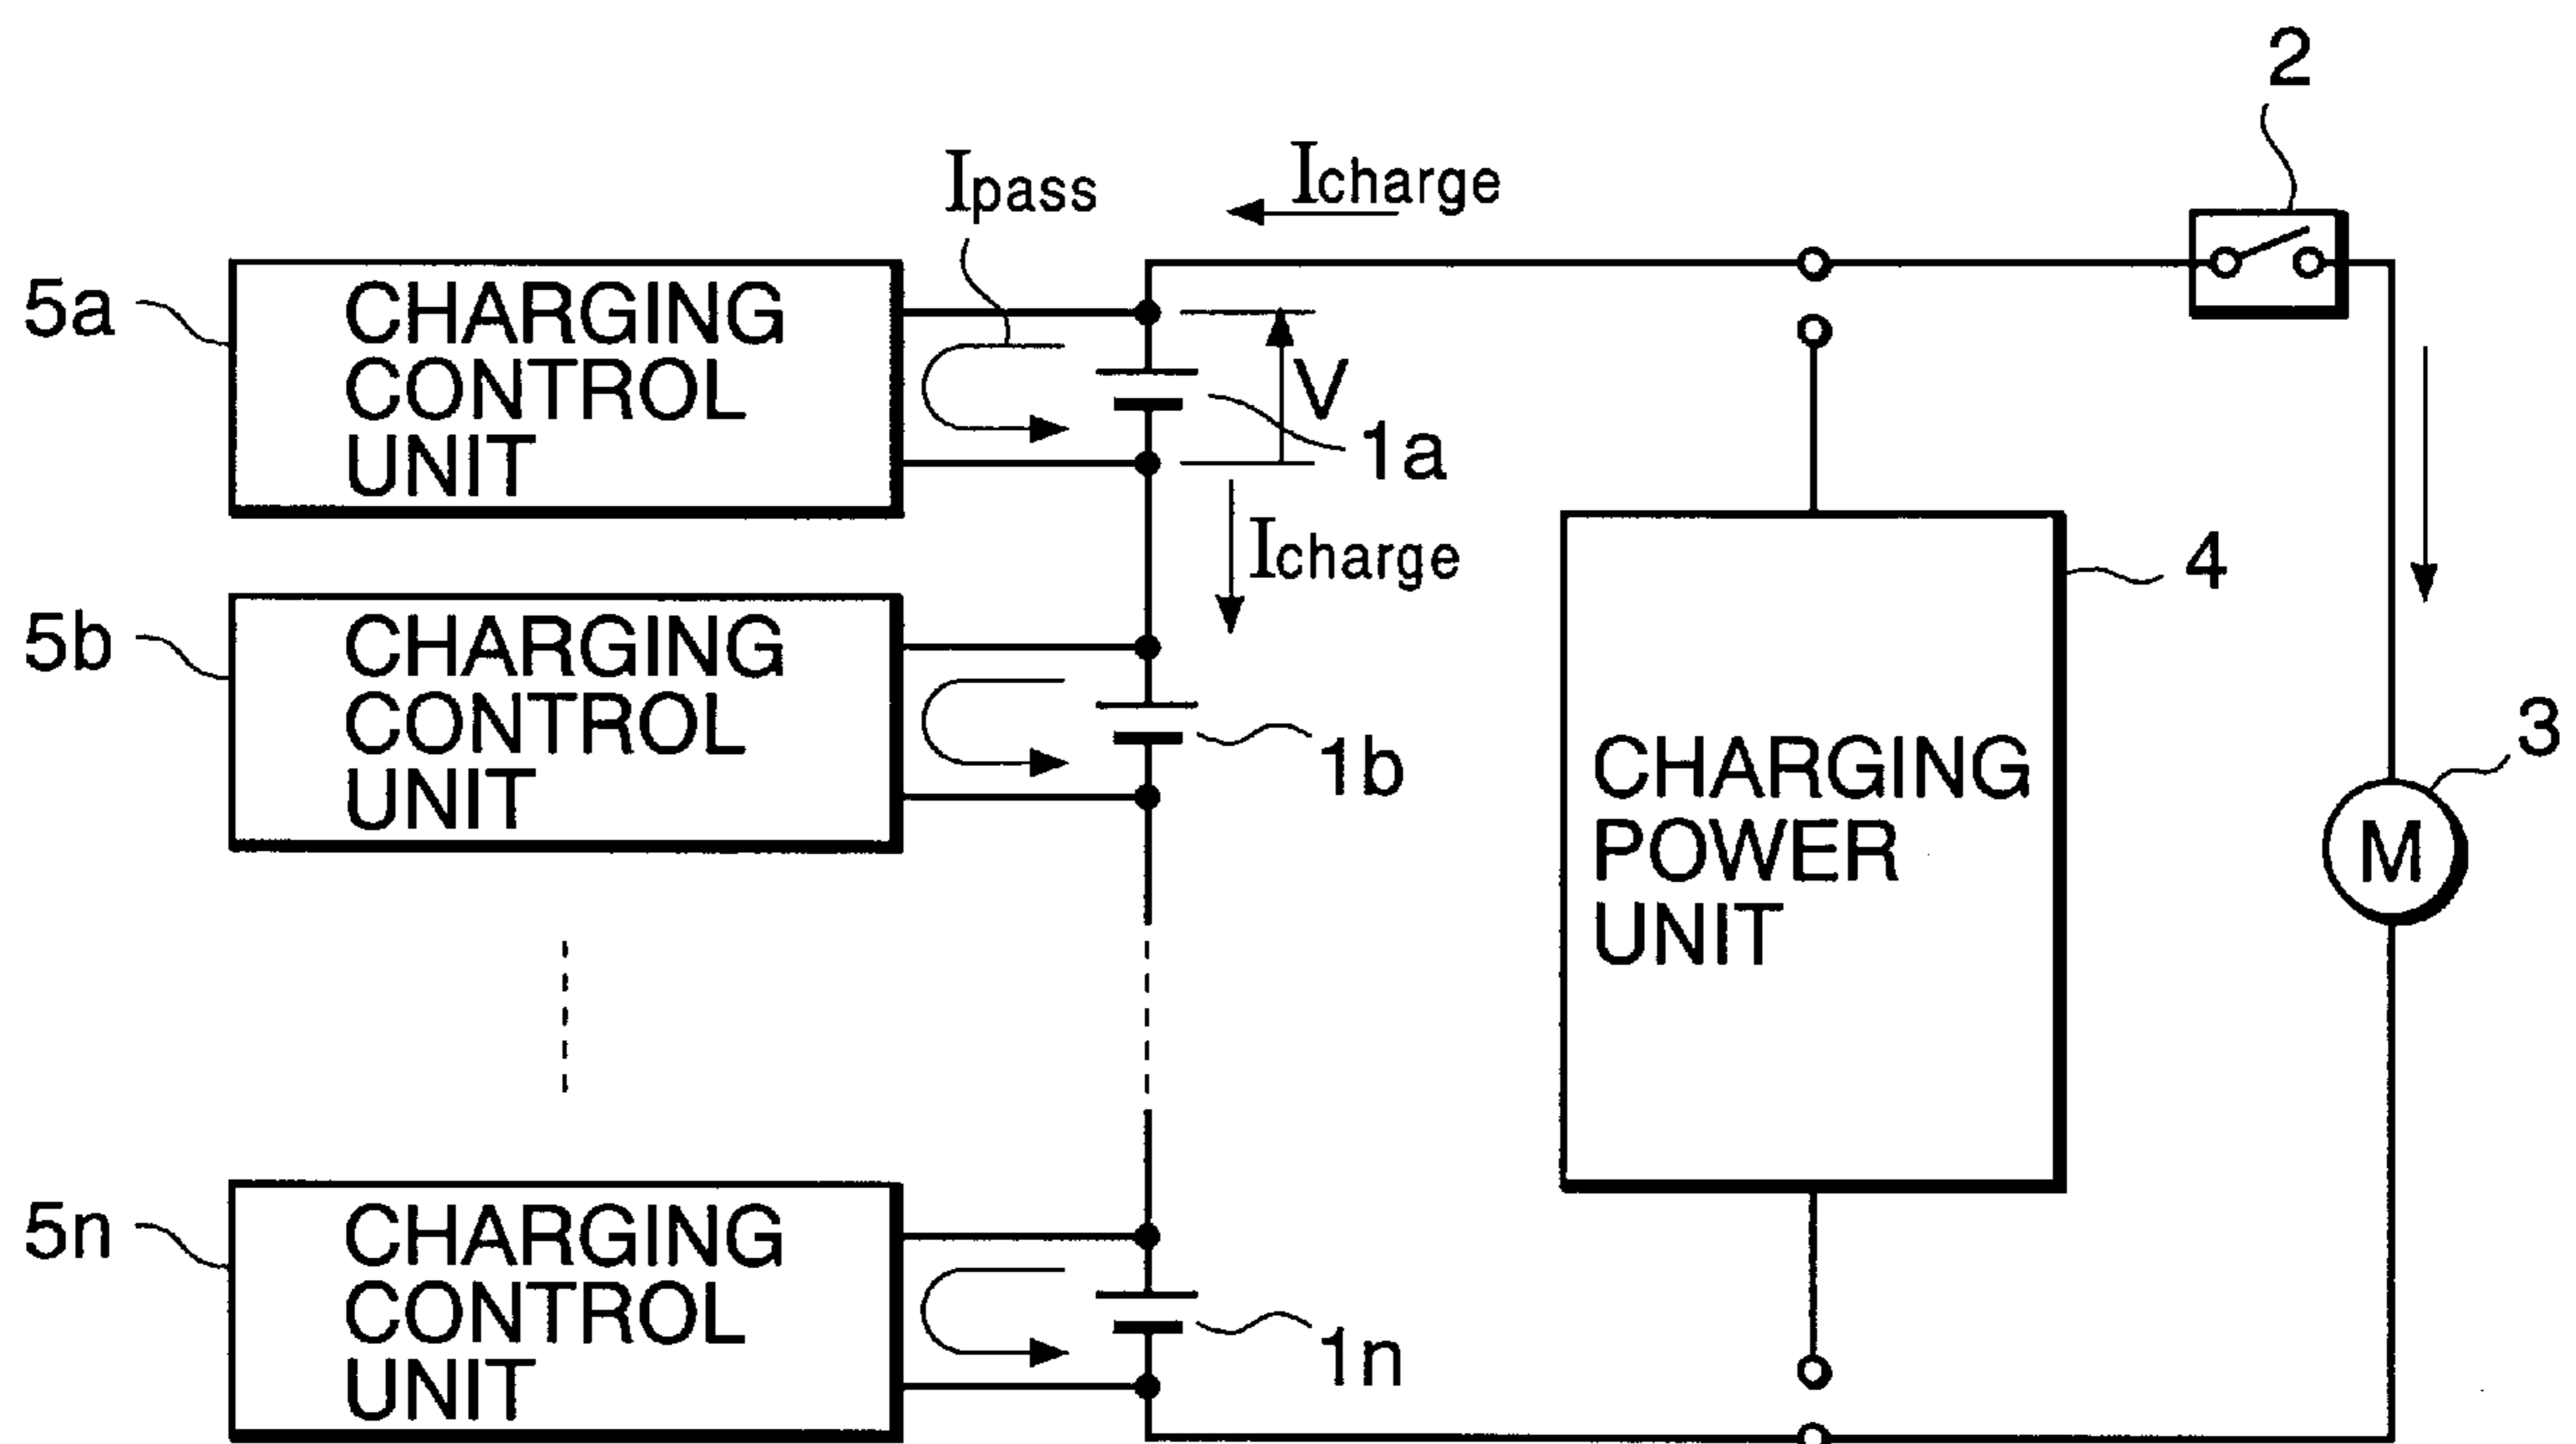 2
Ipass
Icharge
5a
CHARGING
CONTROL
UNIT
V
1a
Icharge
4
5b
CHARGING
CONTROL
UNIT
1b
CHARGING
POWER
UNIT
3
M
5n
CHARGING
CONTROL
UNIT
1n